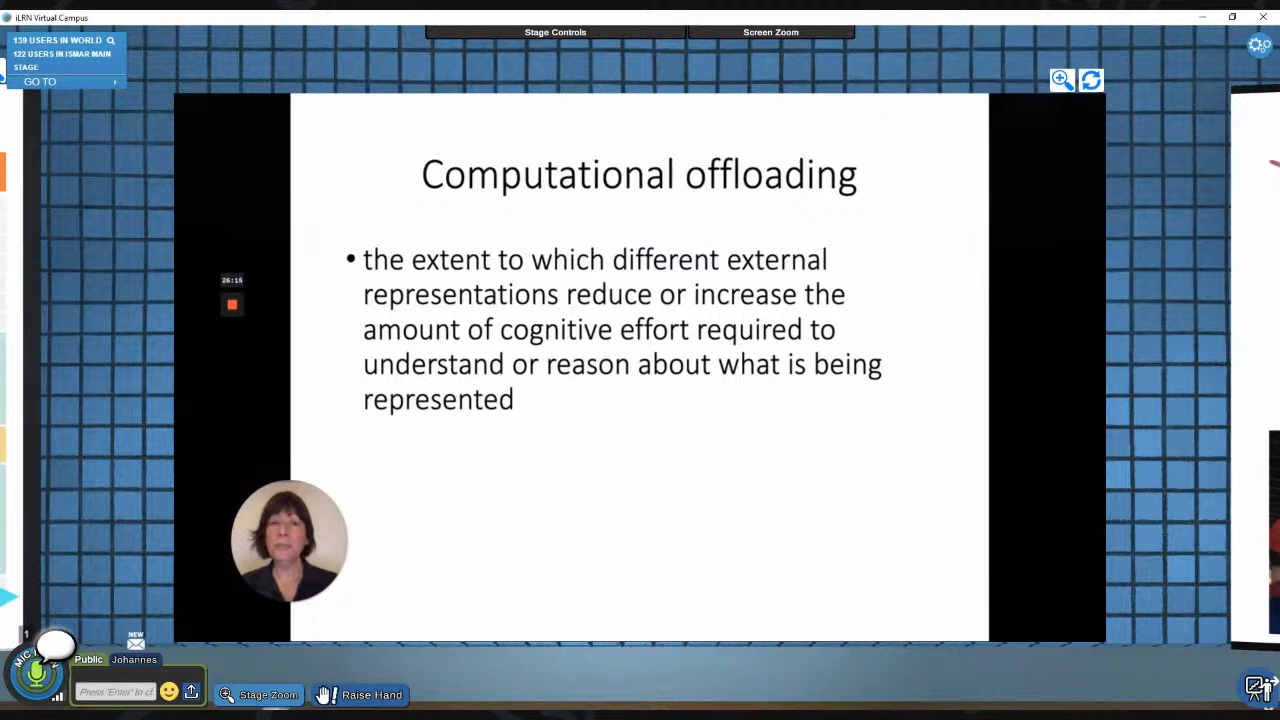 iLRN Virtual Campus
139 USERS IN WORLD
122 USERS IN ISMAR MAIN
STAGE
GO TO
Stage Controls
Screen Zoom
Computational offloading
• the extent to which different external
representations reduce or increase the
amount of cognitive effort required to
understand or reason about what is being
represented
26:15
1
NEW
Public
Johannes
Press 'Enter' to cl
Stage Zoom
Raise Hand